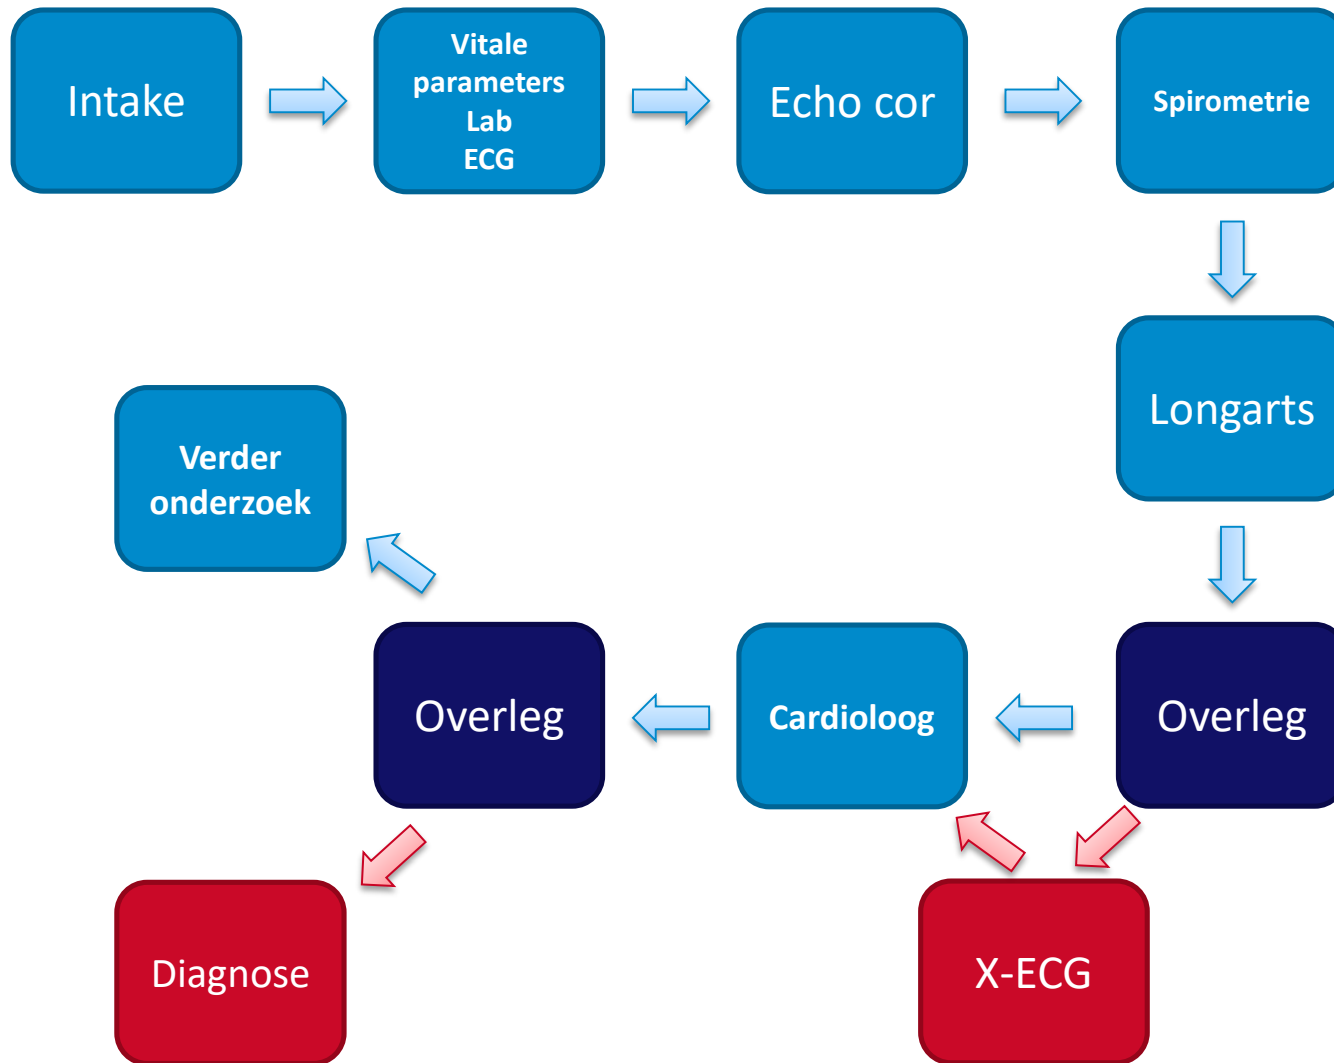 Intake
Vitale
parameters
Lab
ECG
Echo cor
Spirometrie
Longarts
Verder
onderzoek
Overleg
Cardioloog
Overleg
Diagnose
X-ECG